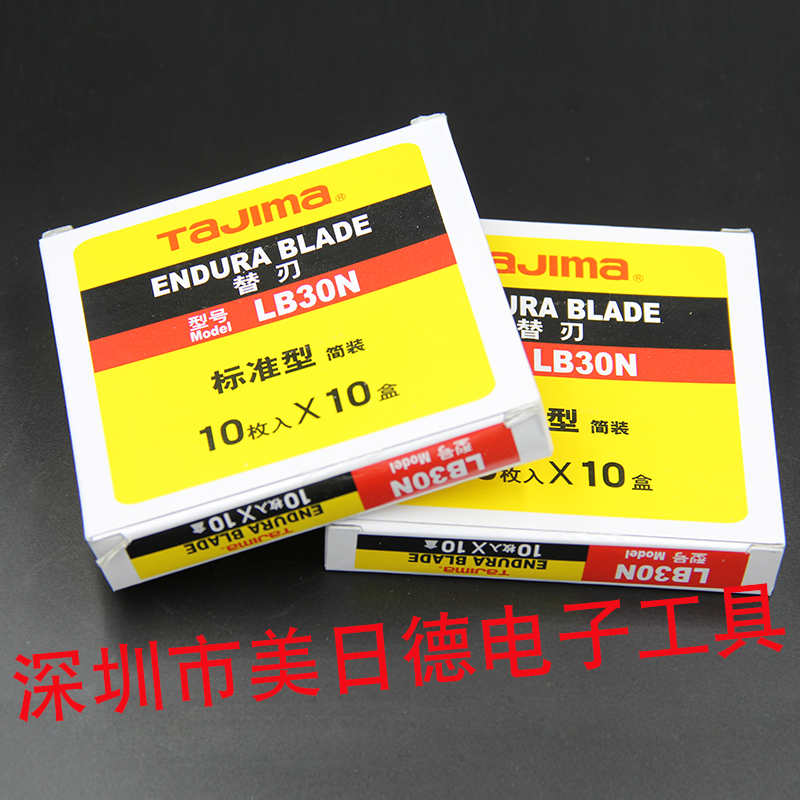 TaJIma®
ENDURA BLADE
替刃
型号 Model LB30N
标准型 简装
10枚入X10盒
型号 Model LB30N
10枚入X10盒
ENDURA BLADE
TaJIma®
aJIma®
URA BLADE
替刃
LB30N
型 简装
枚入X10盒
型号 Model LB30N
10枚入X10盒
ENDURA BLADE
TaJIma®
深圳市美日德电子工具